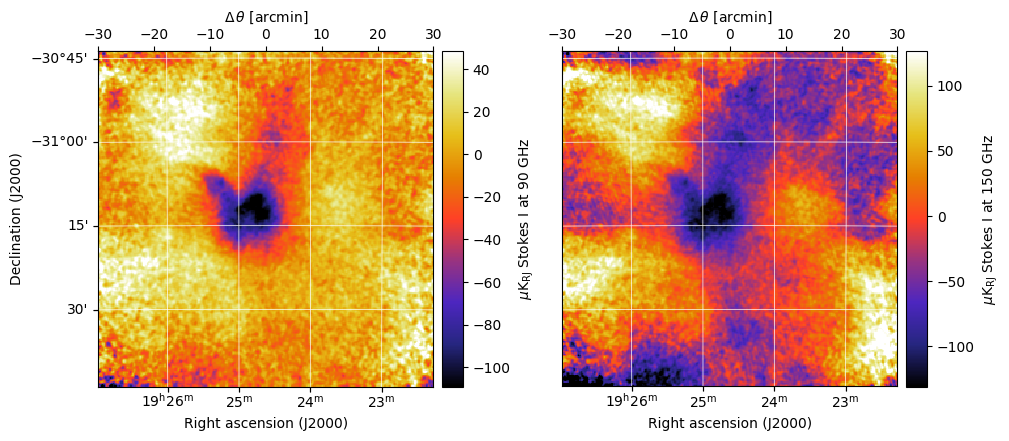 Δθ [arcmin]
−30 −20 −10 0 10 20 30
−30°45'
−31°00'
15'
30'
Declination (J2000)
19ʰ26ᵐ 25ᵐ 24ᵐ 23ᵐ
Right ascension (J2000)
40
20
0
−20
−40
−60
−80
−100
μK_RJ Stokes I at 90 GHz
Δθ [arcmin]
−30 −20 −10 0 10 20 30
19ʰ26ᵐ 25ᵐ 24ᵐ 23ᵐ
Right ascension (J2000)
100
50
0
−50
−100
μK_RJ Stokes I at 150 GHz